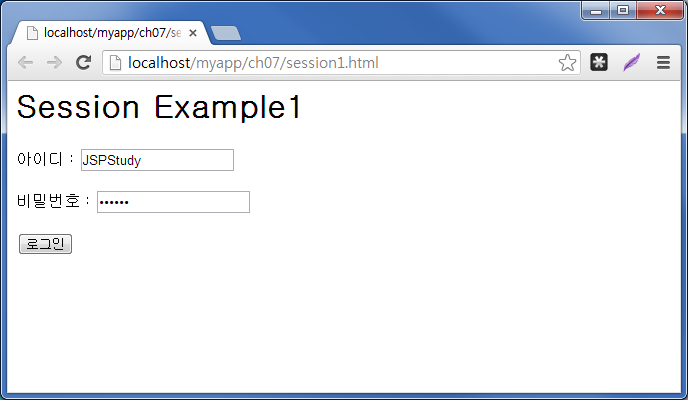 localhost/myapp/ch07/se
localhost/myapp/ch07/session1.html
Session Example1
아이디 : JSPStudy
비밀번호 : ••••••
로그인